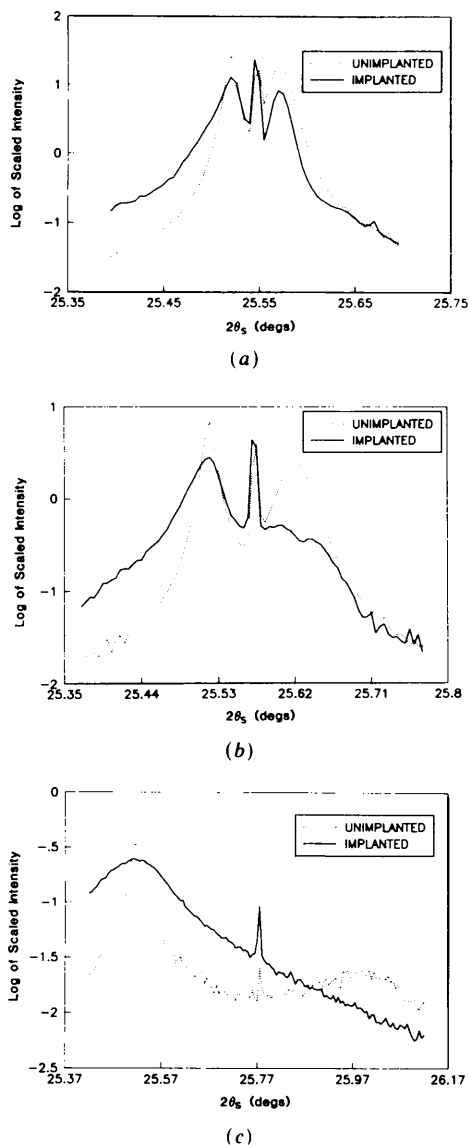 2
1
0
−1
−2
Log of Scaled Intensity
UNIMPLANTED
IMPLANTED
25.35
25.45
25.55
25.65
25.75
2θs (degs)
(a)
1
0
−1
−2
Log of Scaled Intensity
UNIMPLANTED
IMPLANTED
25.35
25.44
25.53
25.62
25.71
25.8
2θs (degs)
(b)
0
−.5
−1
−1.5
−2
−2.5
Log of Scaled Intensity
UNIMPLANTED
IMPLANTED
25.37
25.57
25.77
25.97
26.17
2θs (degs)
(c)